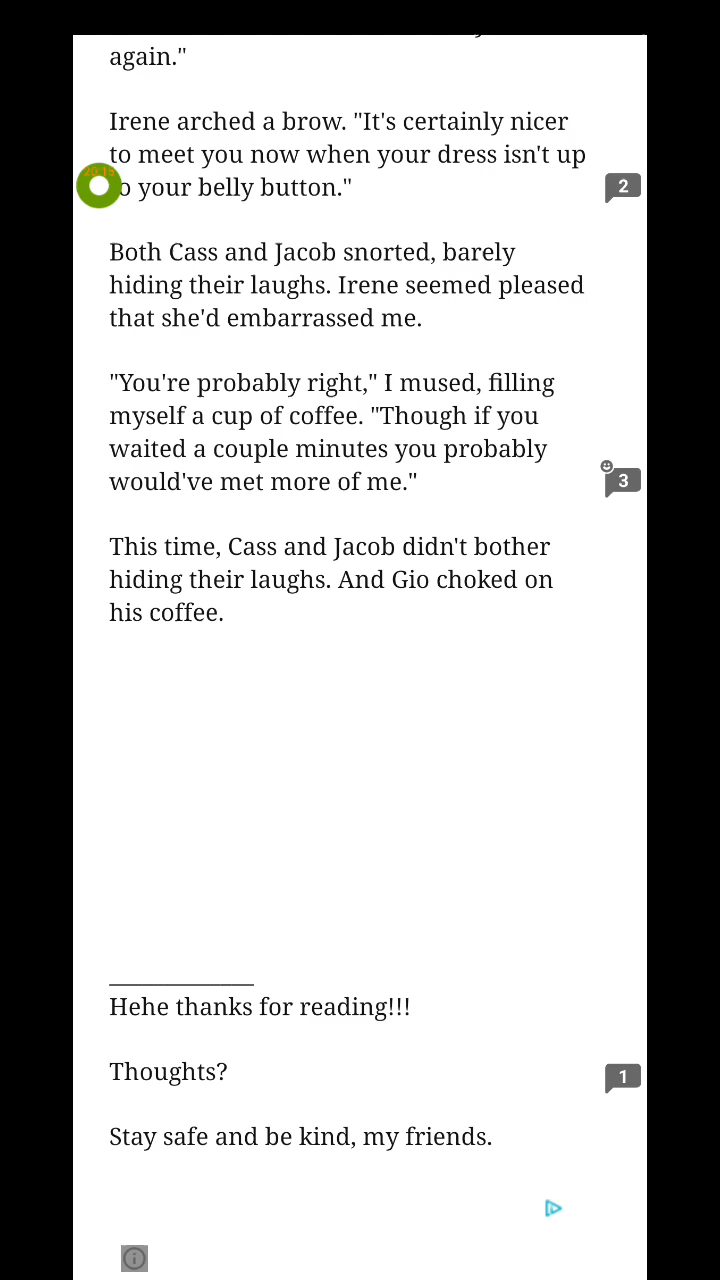 again."
Irene arched a brow. "It's certainly nicer
to meet you now when your dress isn't up
to your belly button."
2
Both Cass and Jacob snorted, barely
hiding their laughs. Irene seemed pleased
that she'd embarrassed me.
"You're probably right," I mused, filling
myself a cup of coffee. "Though if you
waited a couple minutes you probably
would've met more of me."
3
This time, Cass and Jacob didn't bother
hiding their laughs. And Gio choked on
his coffee.
____________
Hehe thanks for reading!!!
Thoughts?
1
Stay safe and be kind, my friends.